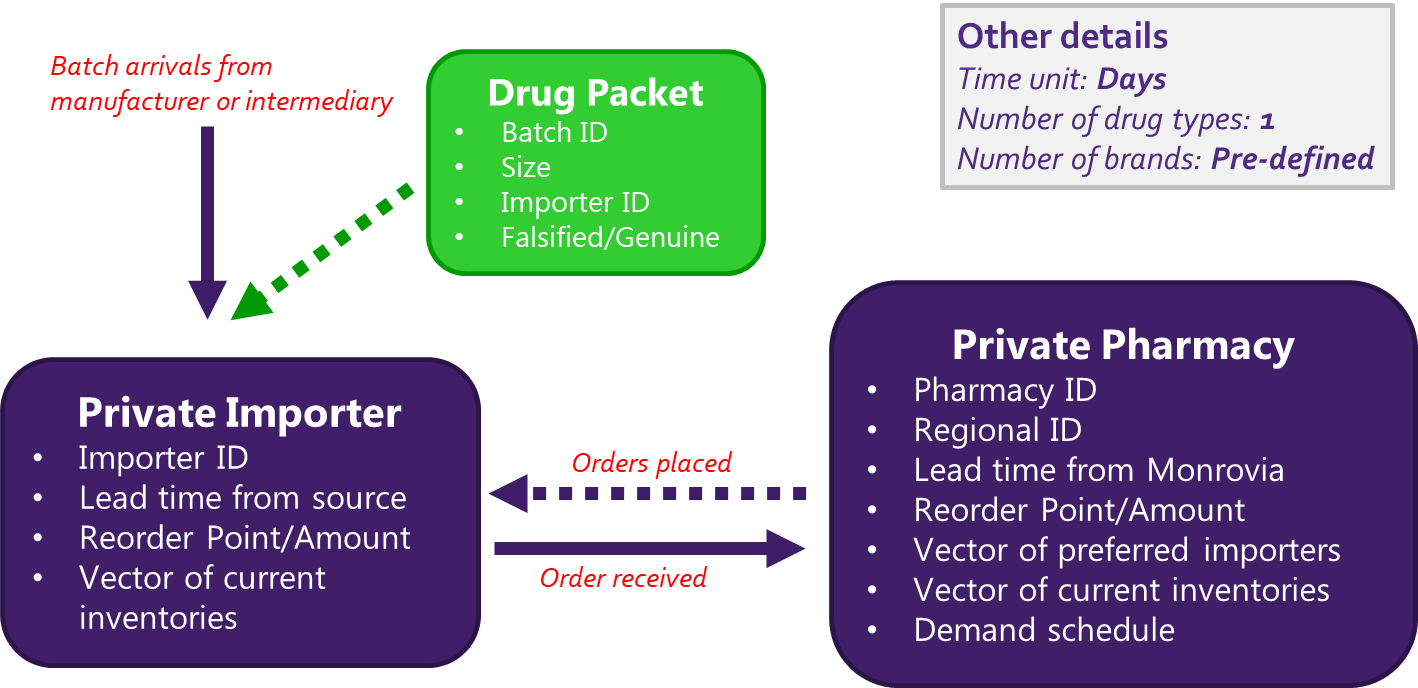 Batch arrivals from
manufacturer or intermediary
Drug Packet
• Batch ID
• Size
• Importer ID
• Falsified/Genuine
Other details
Time unit: Days
Number of drug types: 1
Number of brands: Pre-defined
Private Importer
• Importer ID
• Lead time from source
• Reorder Point/Amount
• Vector of current
inventories
Orders placed
Order received
Private Pharmacy
• Pharmacy ID
• Regional ID
• Lead time from Monrovia
• Reorder Point/Amount
• Vector of preferred importers
• Vector of current inventories
• Demand schedule